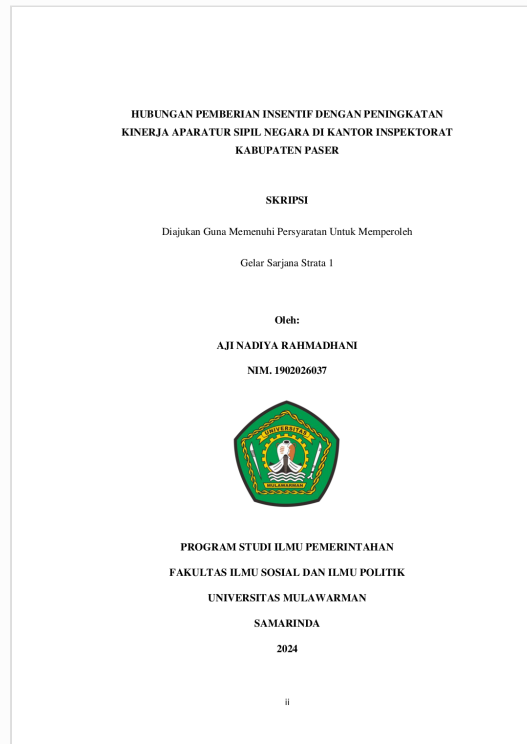 HUBUNGAN PEMBERIAN INSENTIF DENGAN PENINGKATAN
KINERJA APARATUR SIPIL NEGARA DI KANTOR INSPEKTORAT
KABUPATEN PASER
SKRIPSI
Diajukan Guna Memenuhi Persyaratan Untuk Memperoleh
Gelar Sarjana Strata 1
Oleh:
AJI NADIYA RAHMADHANI
NIM. 1902026037
UNIVERSITAS
MULAWARMAN
PROGRAM STUDI ILMU PEMERINTAHAN
FAKULTAS ILMU SOSIAL DAN ILMU POLITIK
UNIVERSITAS MULAWARMAN
SAMARINDA
2024
ii